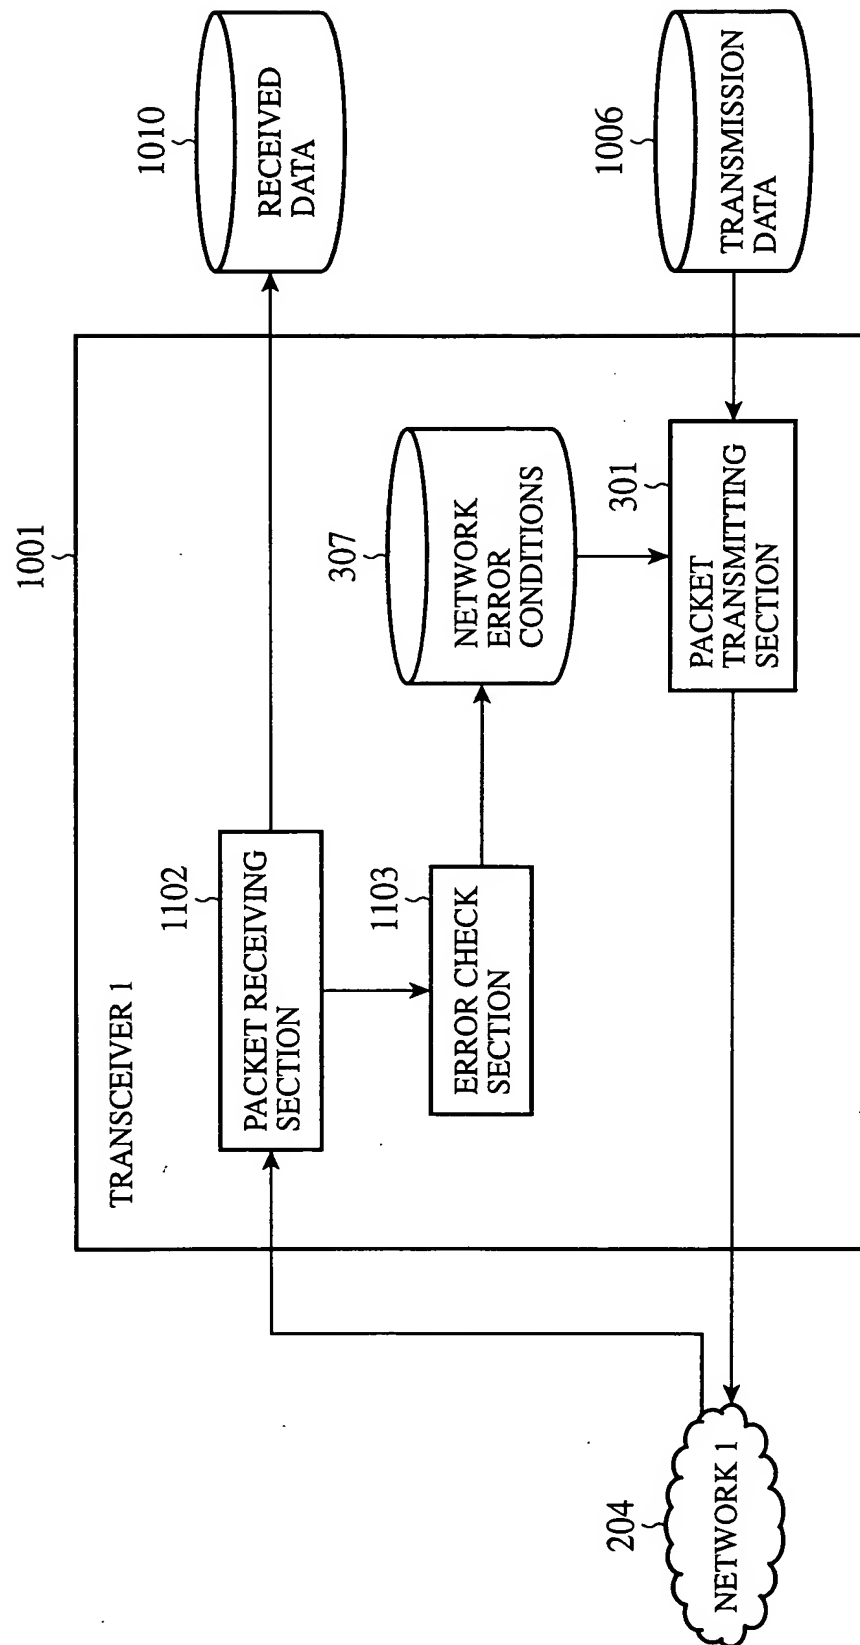 1001
TRANSCEIVER 1
1102
PACKET RECEIVING
SECTION
1010
RECEIVED
DATA
1103
ERROR CHECK
SECTION
307
NETWORK
ERROR
CONDITIONS
204
NETWORK 1
301
PACKET
TRANSMITTING
SECTION
1006
TRANSMISSION
DATA